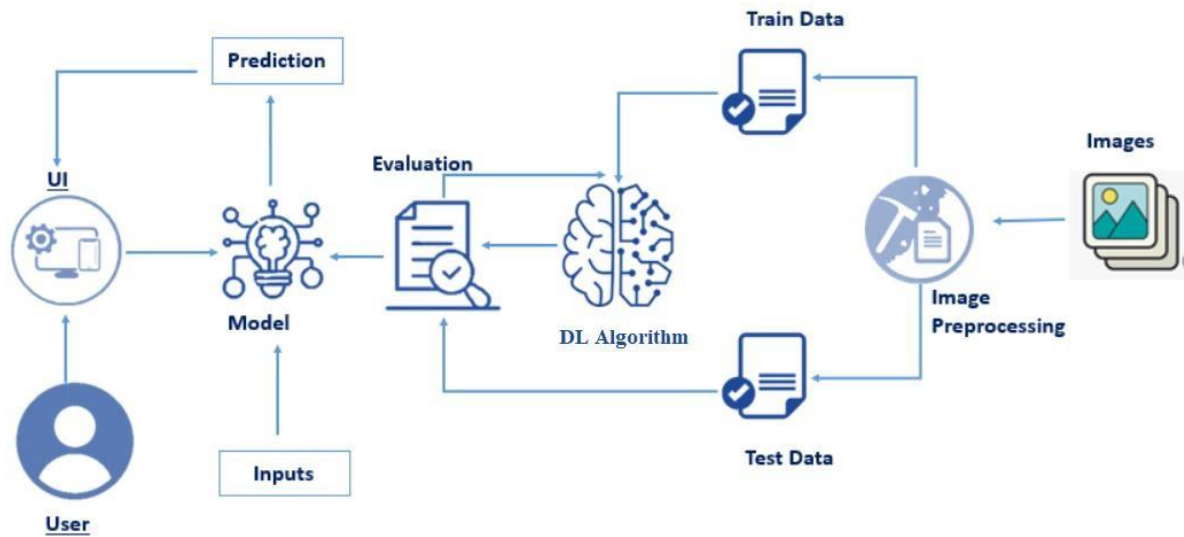 Train Data
Prediction
Images
Evaluation
UI
Image
Preprocessing
Model
DL Algorithm
Test Data
Inputs
User